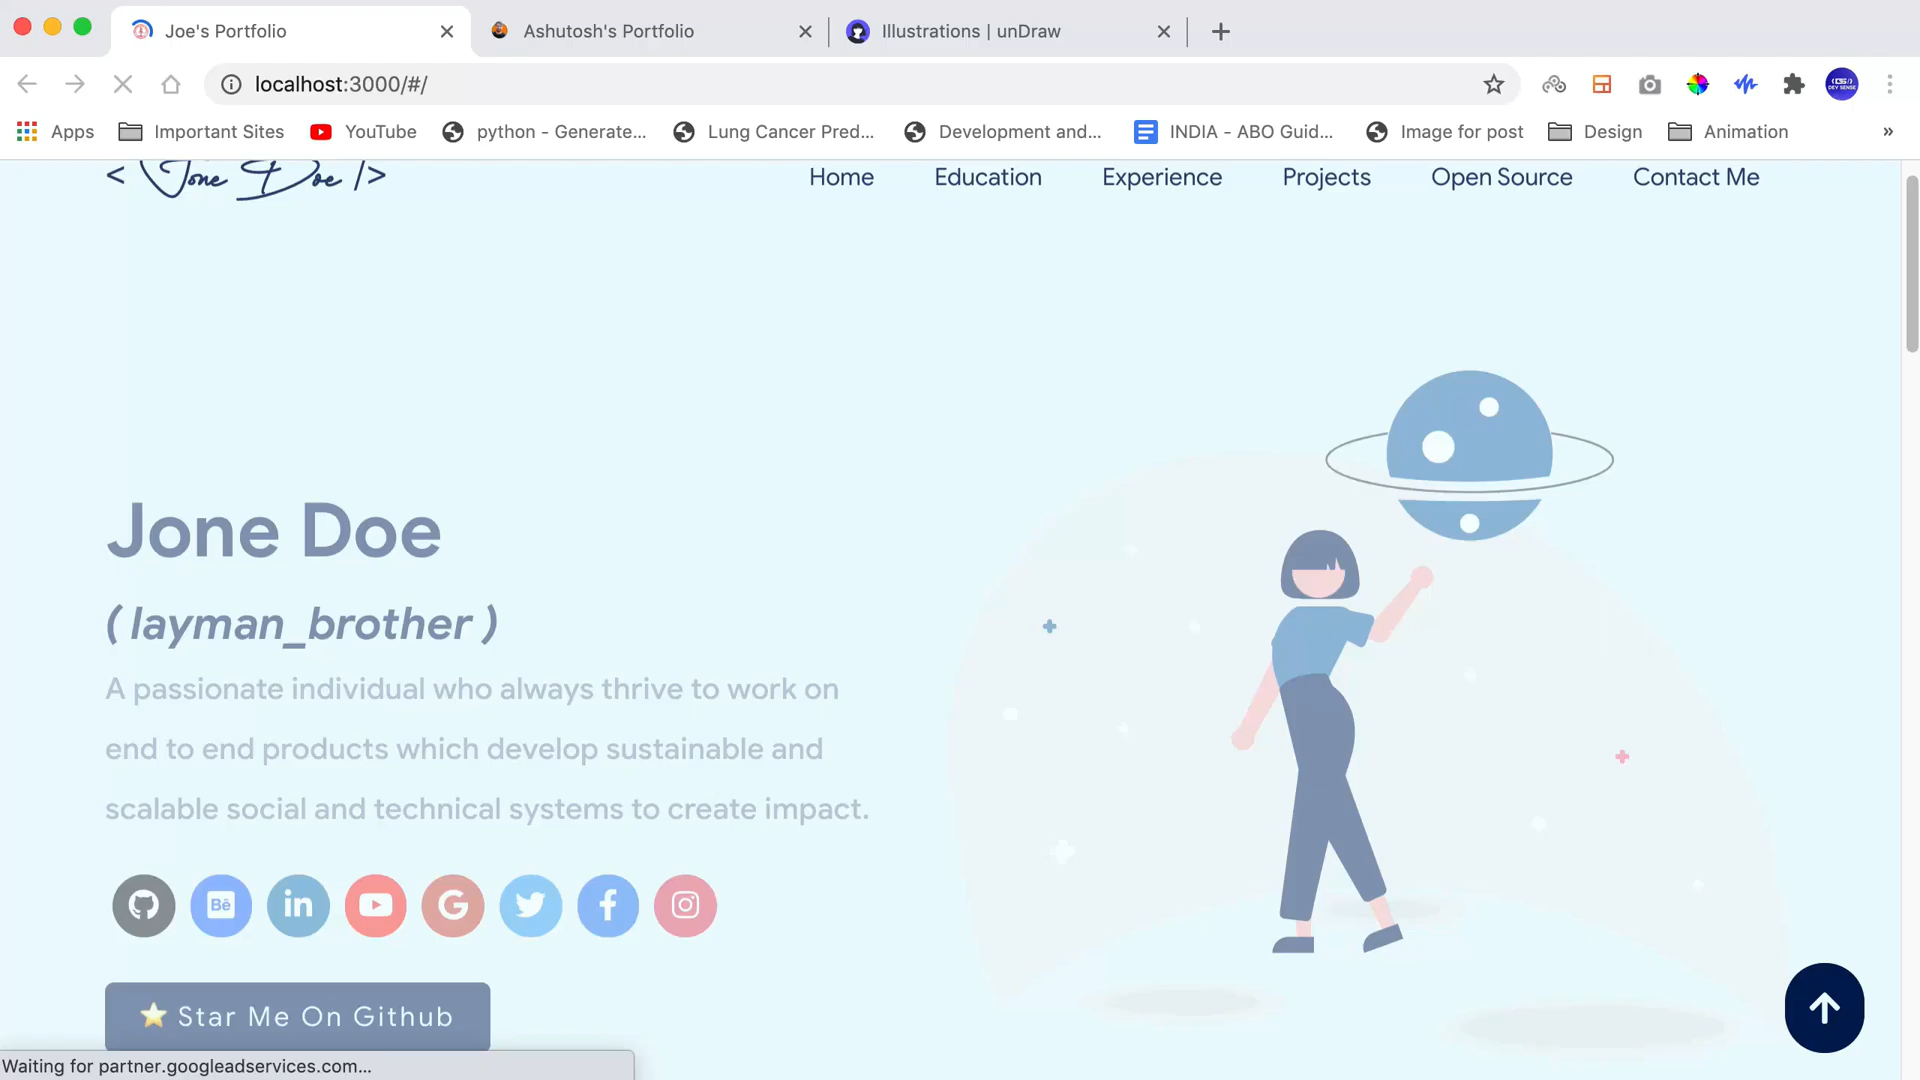 Joe's Portfolio
Ashutosh's Portfolio
Illustrations | unDraw
localhost:3000/#/
Apps
Important Sites
YouTube
python - Generate...
Lung Cancer Pred...
Development and...
INDIA - ABO Guid...
Image for post
Design
Animation
»
< Jone Doe />
Home
Education
Experience
Projects
Open Source
Contact Me
Jone Doe
( layman_brother )
A passionate individual who always thrive to work on
end to end products which develop sustainable and
scalable social and technical systems to create impact.
⭐ Star Me On Github
Waiting for partner.googleadservices.com...